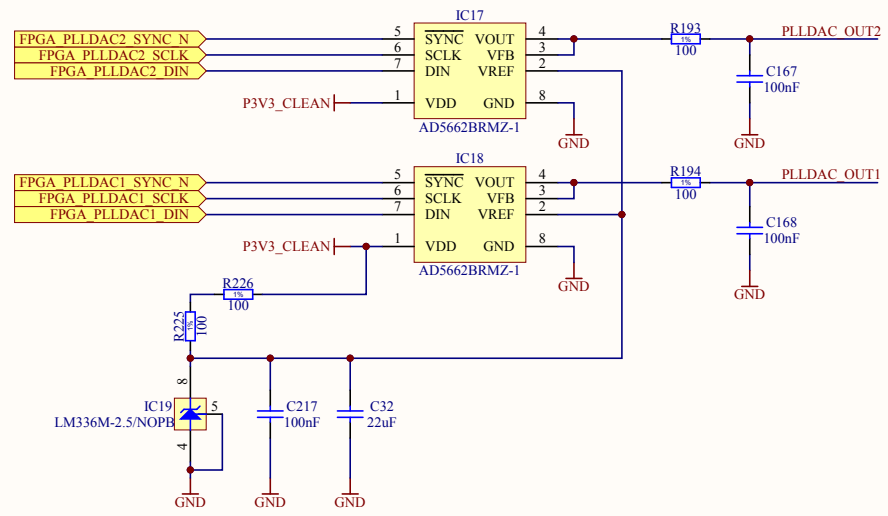 IC17
FPGA_PLLDAC2_SYNC_N 5 SYNC VOUT 4 R193 PLLDAC_OUT2
FPGA_PLLDAC2_SCLK 6 SCLK VFB 3 1%
FPGA_PLLDAC2_DIN 7 DIN VREF 2 100 C167
100nF
P3V3_CLEAN 1 VDD GND 8
AD5662BRMZ-1
GND GND
IC18
FPGA_PLLDAC1_SYNC_N 5 SYNC VOUT 4 R194 PLLDAC_OUT1
FPGA_PLLDAC1_SCLK 6 SCLK VFB 3 1%
FPGA_PLLDAC1_DIN 7 DIN VREF 2 100 C168
100nF
P3V3_CLEAN 1 VDD GND 8
AD5662BRMZ-1
GND GND
R226
1%
100
R225
1%
100
8
IC19 5 C217 C32
LM336M-2.5/NOPB 100nF 22uF
4
GND GND GND